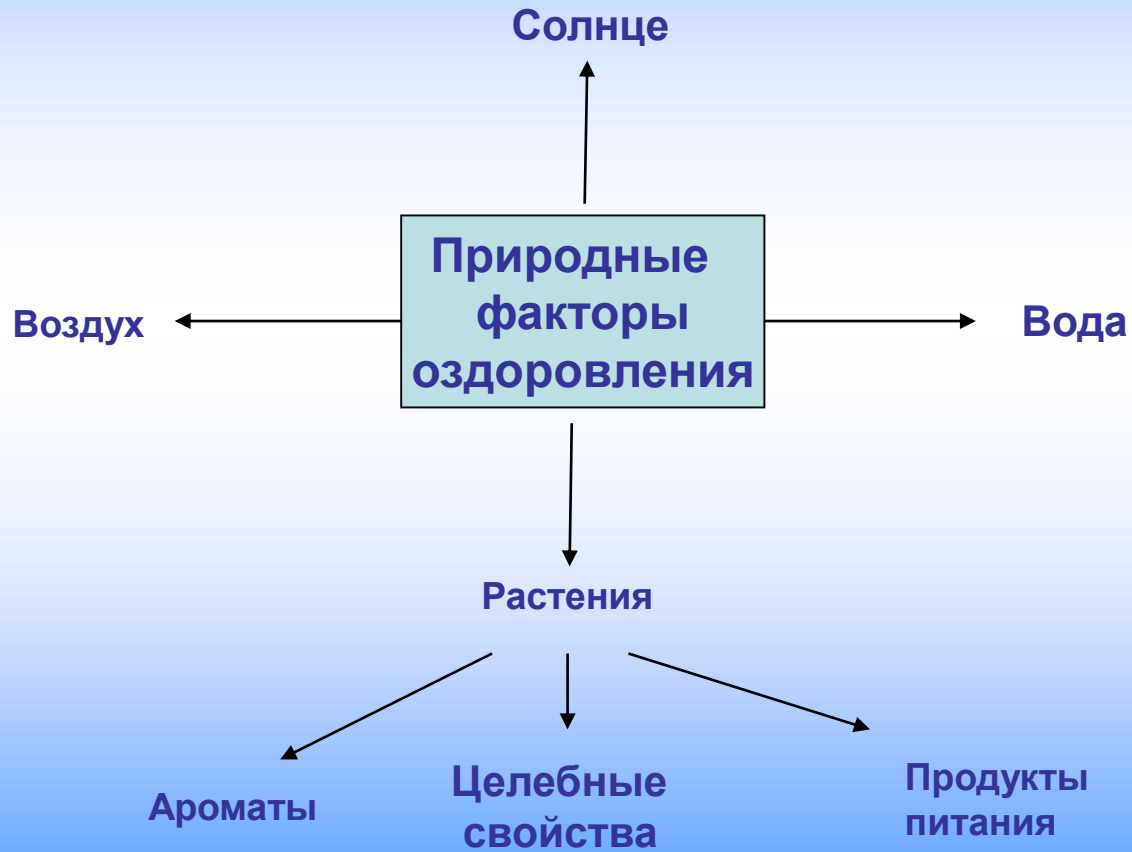 Солнце
Природные
факторы
оздоровления
Воздух
Вода
Растения
Ароматы
Целебные
свойства
Продукты
питания